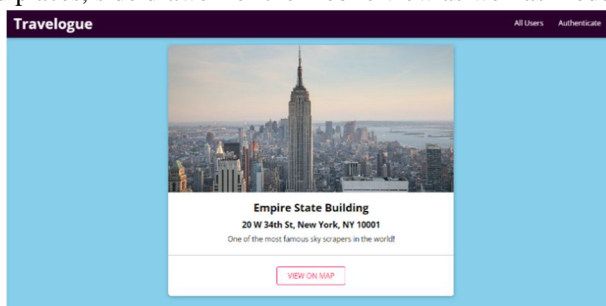 Travelogue
All Users Authenticate
Empire State Building
20 W 34th St, New York, NY 10001
One of the most famous sky scrapers in the world!
VIEW ON MAP